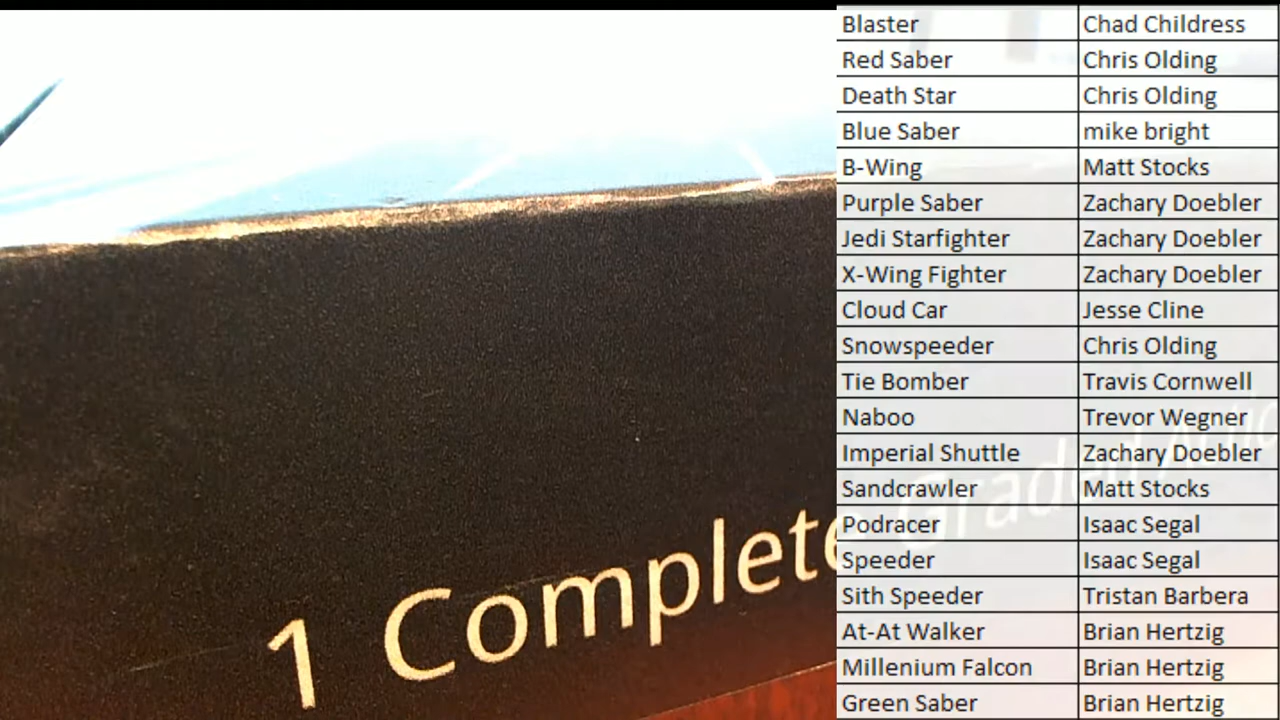 Blaster Chad Childress
Red Saber Chris Olding
Death Star Chris Olding
Blue Saber mike bright
B-Wing Matt Stocks
Purple Saber Zachary Doebler
Jedi Starfighter Zachary Doebler
X-Wing Fighter Zachary Doebler
Cloud Car Jesse Cline
Snowspeeder Chris Olding
Tie Bomber Travis Cornwell
Naboo Trevor Wegner
Imperial Shuttle Zachary Doebler
Sandcrawler Matt Stocks
Podracer Isaac Segal
Speeder Isaac Segal
Sith Speeder Tristan Barbera
At-At Walker Brian Hertzig
Millenium Falcon Brian Hertzig
Green Saber Brian Hertzig
1 Complete Graded